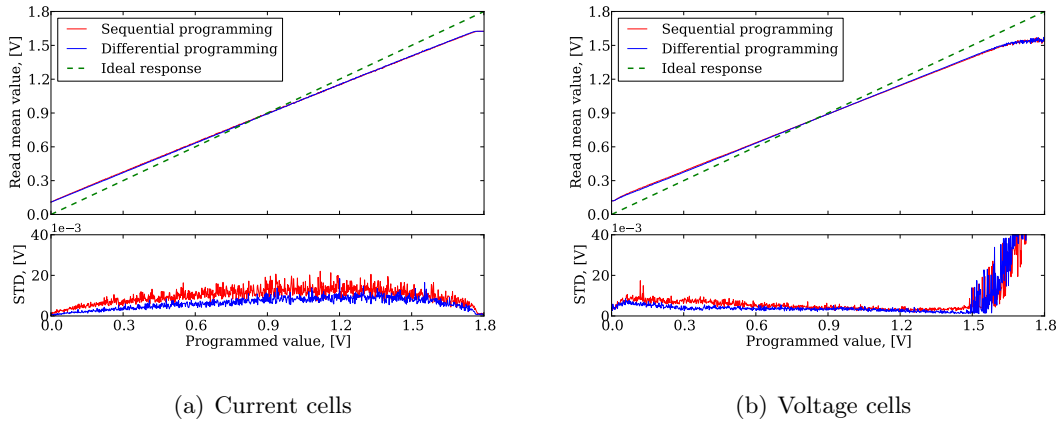 1.8
1.5
1.2
0.9
0.6
0.3
0.0
Read mean value, [V]
Sequential programming
Differential programming
Ideal response
1e−3
40
20
0
STD, [V]
0.0 0.3 0.6 0.9 1.2 1.5 1.8
Programmed value, [V]
(a) Current cells
1.8
1.5
1.2
0.9
0.6
0.3
0.0
Read mean value, [V]
Sequential programming
Differential programming
Ideal response
1e−3
40
20
0
STD, [V]
0.0 0.3 0.6 0.9 1.2 1.5 1.8
Programmed value, [V]
(b) Voltage cells